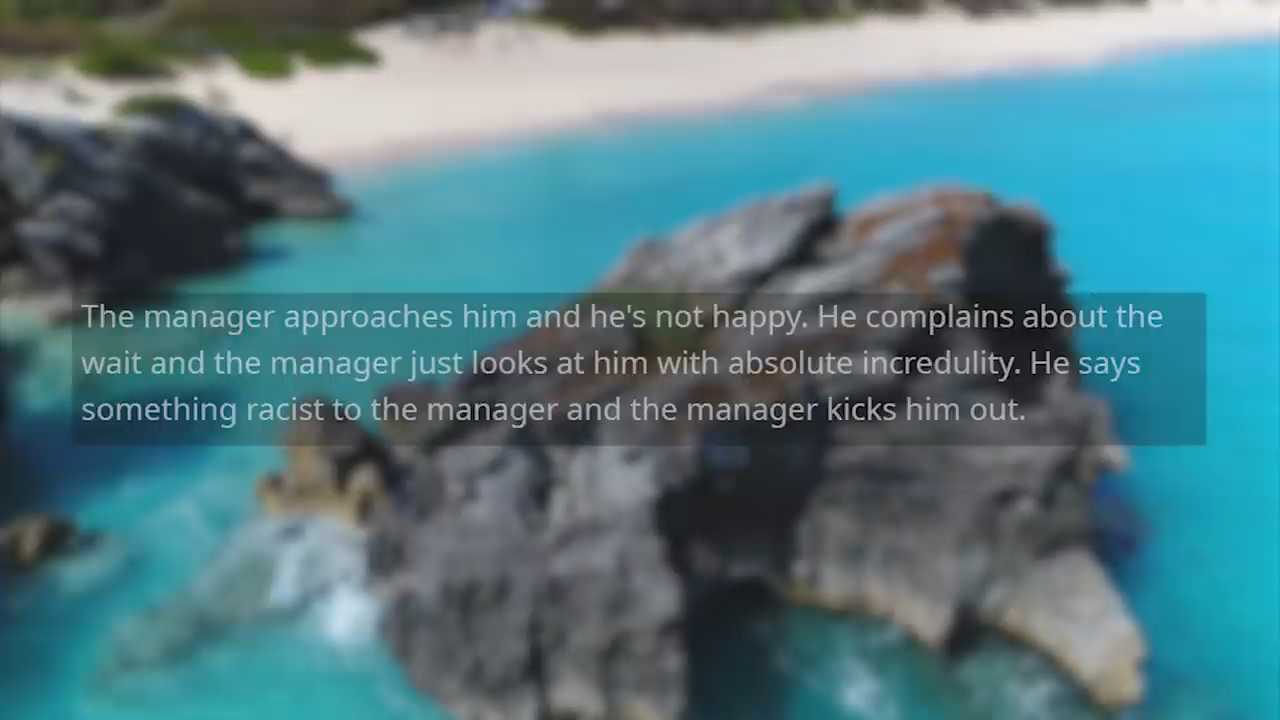 The manager approaches him and he's not happy. He complains about the
wait and the manager just looks at him with absolute incredulity. He says
something racist to the manager and the manager kicks him out.